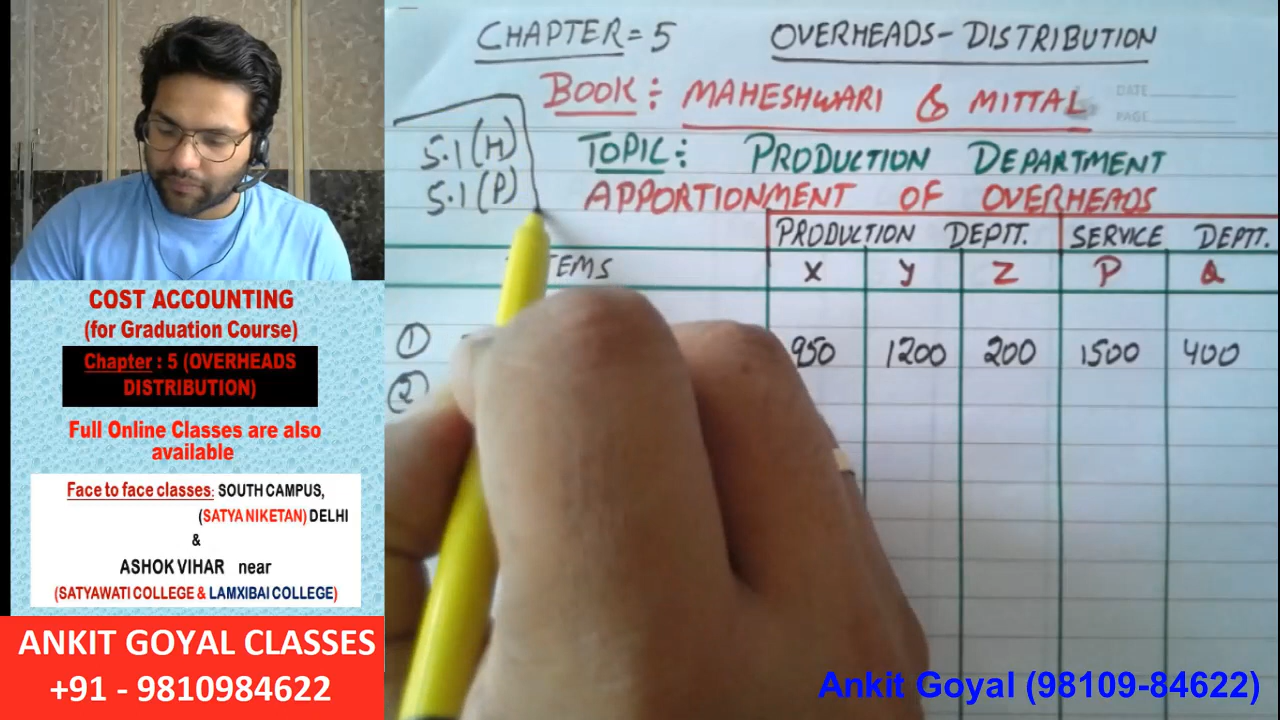 CHAPTER = 5 OVERHEADS - DISTRIBUTION
BOOK : MAHESHWARI & MITTAL
DATE
PAGE
5.1 (H)
5.1 (P)
TOPIC : PRODUCTION DEPARTMENT
APPORTIONMENT OF OVERHEADS
PRODUCTION DEPTT. SERVICE DEPTT.
X Y Z P Q
① 950 1200 200 1500 400
②
COST ACCOUNTING
(for Graduation Course)
Chapter : 5 (OVERHEADS
DISTRIBUTION)
Full Online Classes are also
available
Face to face classes: SOUTH CAMPUS,
(SATYA NIKETAN) DELHI
&
ASHOK VIHAR near
(SATYAWATI COLLEGE & LAMXIBAI COLLEGE)
ANKIT GOYAL CLASSES
+91 - 9810984622
Ankit Goyal (98109-84622)